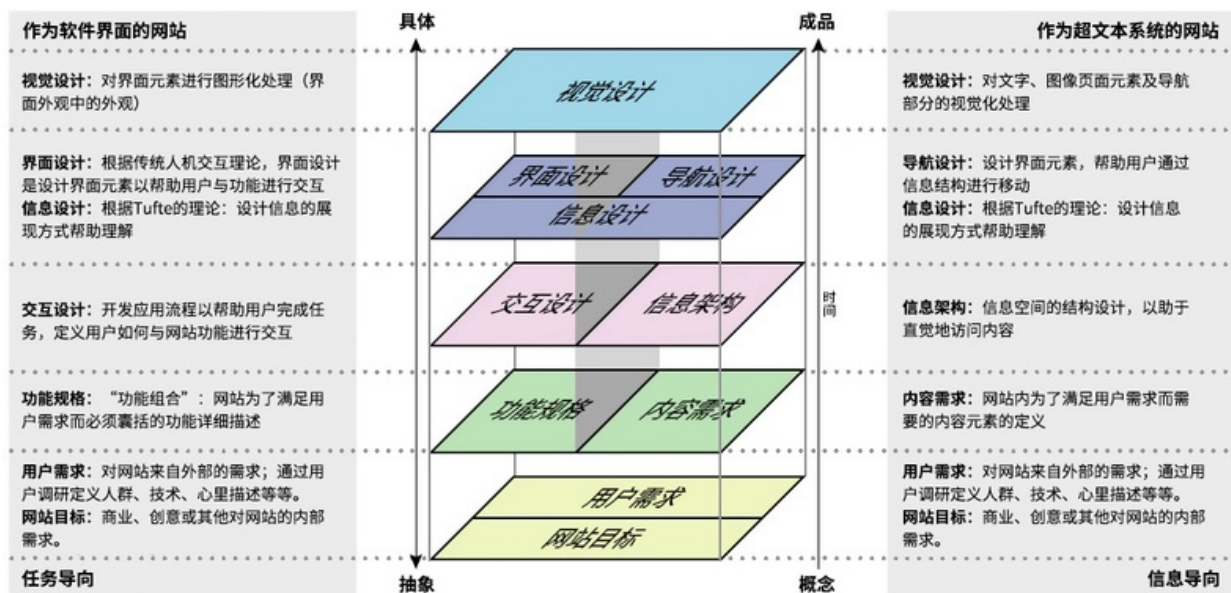 作为软件界面的网站
视觉设计：对界面元素进行图形化处理（界
面外观中的外观）
界面设计：根据传统人机交互理论，界面设计
是设计界面元素以帮助用户与功能进行交互
信息设计：根据Tufte的理论：设计信息的展
现方式帮助理解
交互设计：开发应用流程以帮助用户完成任
务，定义用户如何与网站功能进行交互
功能规格：“功能组合”：网站为了满足用
户需求而必须囊括的功能详细描述
用户需求：对网站来自外部的需求；通过用
户调研定义人群、技术、心里描述等等。
网站目标：商业、创意或其他对网站的内部
需求。
任务导向
具体
成品
视觉设计
界面设计
导航设计
信息设计
交互设计
信息架构
时间
功能规格
内容需求
用户需求
网站目标
抽象
概念
作为超文本系统的网站
视觉设计：对文字、图像页面元素及导航
部分的视觉化处理
导航设计：设计界面元素，帮助用户通过
信息结构进行移动
信息设计：根据Tufte的理论：设计信息
的展现方式帮助理解
信息架构：信息空间的结构设计，以助于
直觉地访问内容
内容需求：网站内为了满足用户需求而需
要的内容元素的定义
用户需求：对网站来自外部的需求；通过用
户调研定义人群、技术、心里描述等等。
网站目标：商业、创意或其他对网站的内部
需求。
信息导向